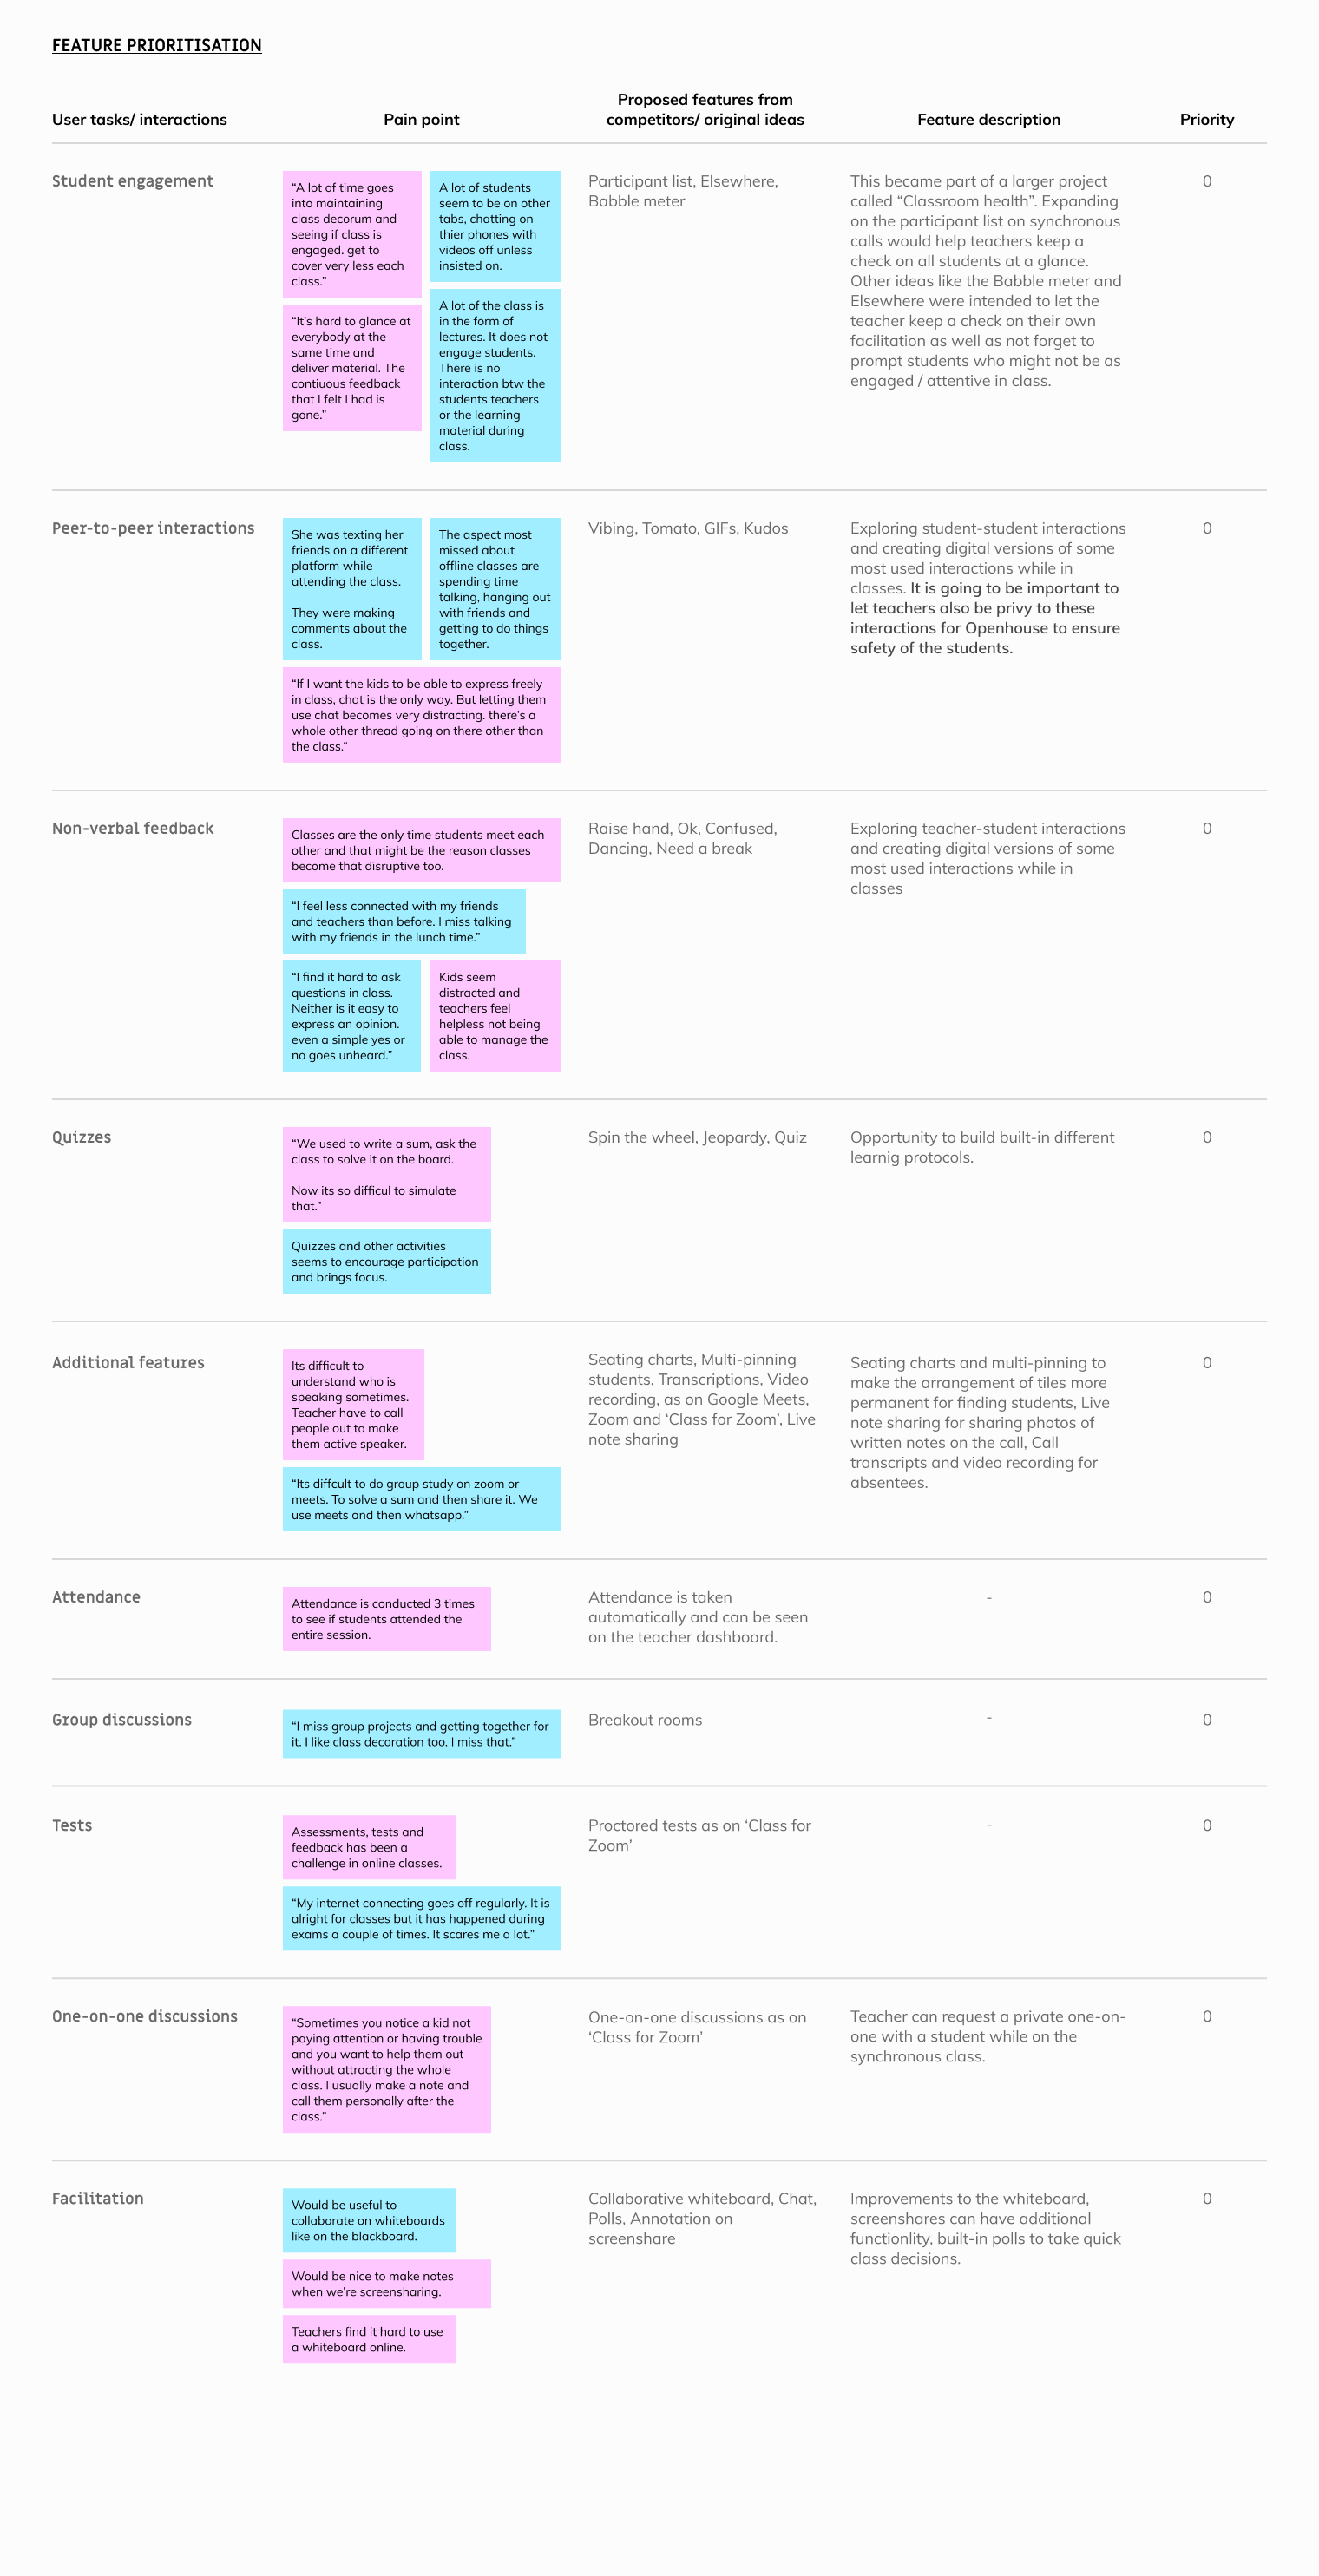 FEATURE PRIORITISATION
User tasks/ interactions
Pain point
Proposed features from
competitors/ original ideas
Feature description
Priority
Student engagement
“A lot of time goes
into maintaining
class decorum and
seeing if class is
engaged. get to
cover very less each
class.”
“It’s hard to glance at
everybody at the
same time and
deliver material. The
contiuous feedback
that I felt I had is
gone.”
A lot of students
seem to be on other
tabs, chatting on
thier phones with
videos off unless
insisted on.
A lot of the class is
in the form of
lectures. It does not
engage students.
There is no
interaction btw the
students teachers
or the learning
material during
class.
Participant list, Elsewhere,
Babble meter
This became part of a larger project
called “Classroom health”. Expanding
on the participant list on synchronous
calls would help teachers keep a
check on all students at a glance.
Other ideas like the Babble meter and
Elsewhere were intended to let the
teacher keep a check on their own
facilitation as well as not forget to
prompt students who might not be as
engaged / attentive in class.
0
Peer-to-peer interactions
She was texting her
friends on a different
platform while
attending the class.
They were making
comments about the
class.
The aspect most
missed about
offline classes are
spending time
talking, hanging out
with friends and
getting to do things
together.
“If I want the kids to be able to express freely
in class, chat is the only way. But letting them
use chat becomes very distracting. there’s a
whole other thread going on there other than
the class.“
Vibing, Tomato, GIFs, Kudos
Exploring student-student interactions
and creating digital versions of some
most used interactions while in
classes. It is going to be important to
let teachers also be privy to these
interactions for Openhouse to ensure
safety of the students.
0
Non-verbal feedback
Classes are the only time students meet each
other and that might be the reason classes
become that disruptive too.
“I feel less connected with my friends
and teachers than before. I miss talking
with my friends in the lunch time.”
“I find it hard to ask
questions in class.
Neither is it easy to
express an opinion.
even a simple yes or
no goes unheard.”
Kids seem
distracted and
teachers feel
helpless not being
able to manage the
class.
Raise hand, Ok, Confused,
Dancing, Need a break
Exploring teacher-student interactions
and creating digital versions of some
most used interactions while in
classes
0
Quizzes
“We used to write a sum, ask the
class to solve it on the board.
Now its so difficul to simulate
that.”
Quizzes and other activities
seems to encourage participation
and brings focus.
Spin the wheel, Jeopardy, Quiz
Opportunity to build built-in different
learnig protocols.
0
Additional features
Its difficult to
understand who is
speaking sometimes.
Teacher have to call
people out to make
them active speaker.
“Its diffcult to do group study on zoom or
meets. To solve a sum and then share it. We
use meets and then whatsapp.”
Seating charts, Multi-pinning
students, Transcriptions, Video
recording, as on Google Meets,
Zoom and ‘Class for Zoom’, Live
note sharing
Seating charts and multi-pinning to
make the arrangement of tiles more
permanent for finding students, Live
note sharing for sharing photos of
written notes on the call, Call
transcripts and video recording for
absentees.
0
Attendance
Attendance is conducted 3 times
to see if students attended the
entire session.
Attendance is taken
automatically and can be seen
on the teacher dashboard.
-
0
Group discussions
“I miss group projects and getting together for
it. I like class decoration too. I miss that.”
Breakout rooms
-
0
Tests
Assessments, tests and
feedback has been a
challenge in online classes.
“My internet connecting goes off regularly. It is
alright for classes but it has happened during
exams a couple of times. It scares me a lot.”
Proctored tests as on ‘Class for
Zoom’
-
0
One-on-one discussions
“Sometimes you notice a kid not
paying attention or having trouble
and you want to help them out
without attracting the whole
class. I usually make a note and
call them personally after the
class.”
One-on-one discussions as on
‘Class for Zoom’
Teacher can request a private one-on-
one with a student while on the
synchronous class.
0
Facilitation
Would be useful to
collaborate on whiteboards
like on the blackboard.
Would be nice to make notes
when we’re screensharing.
Teachers find it hard to use
a whiteboard online.
Collaborative whiteboard, Chat,
Polls, Annotation on
screenshare
Improvements to the whiteboard,
screenshares can have additional
functionlity, built-in polls to take quick
class decisions.
0